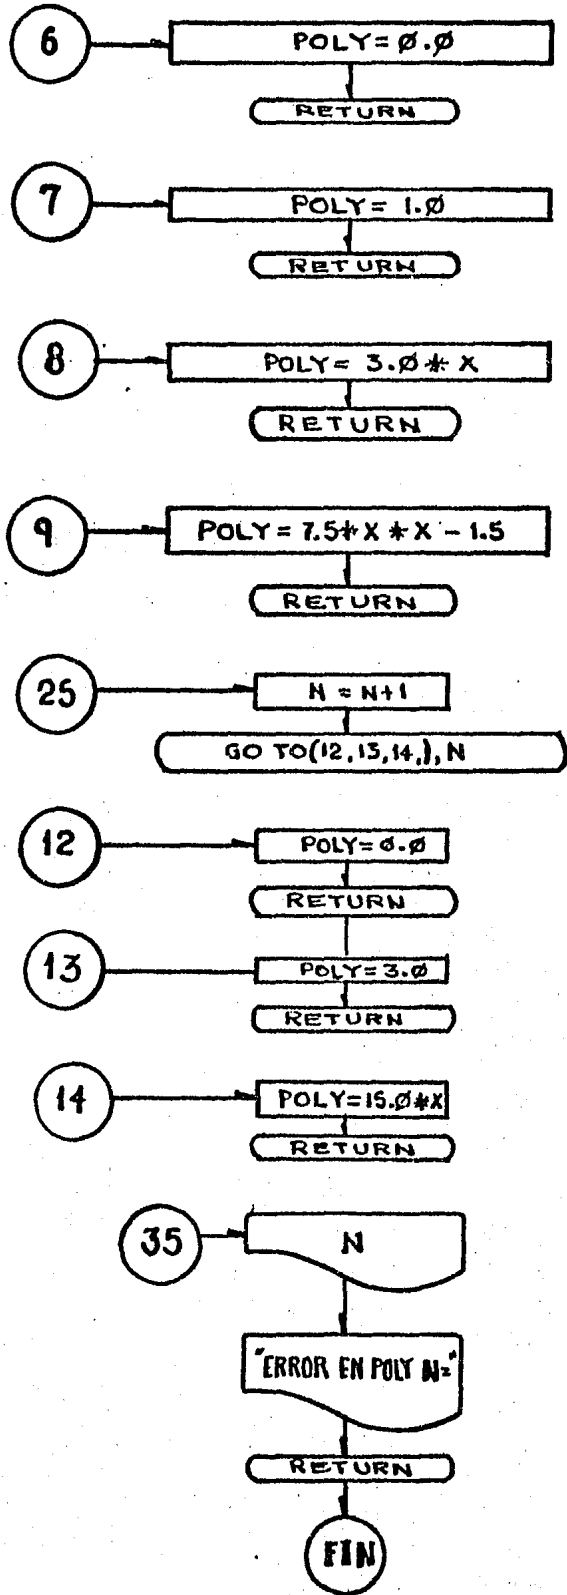 6
POLY=Ø.Ø
RETURN
7
POLY= 1.Ø
RETURN
8
POLY= 3.Ø * X
RETURN
9
POLY = 7.5* X * X - 1.5
RETURN
25
N = N+1
GO TO(12,13,14,), N
12
POLY=Ø.Ø
RETURN
13
POLY=3.Ø
RETURN
14
POLY=15.Ø*X
RETURN
35
N
"ERROR EN POLY N="
RETURN
FIN